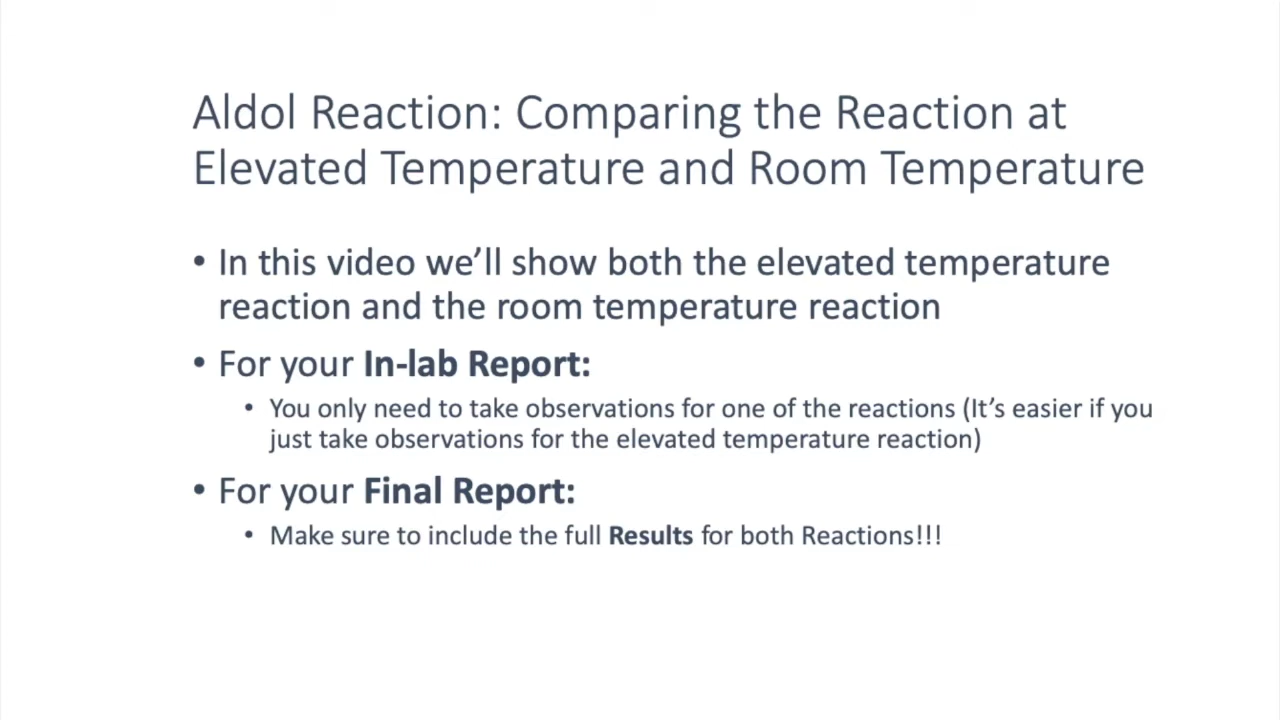 Aldol Reaction: Comparing the Reaction at
Elevated Temperature and Room Temperature
• In this video we’ll show both the elevated temperature
reaction and the room temperature reaction
• For your In-lab Report:
• You only need to take observations for one of the reactions (It’s easier if you
just take observations for the elevated temperature reaction)
• For your Final Report:
• Make sure to include the full Results for both Reactions!!!